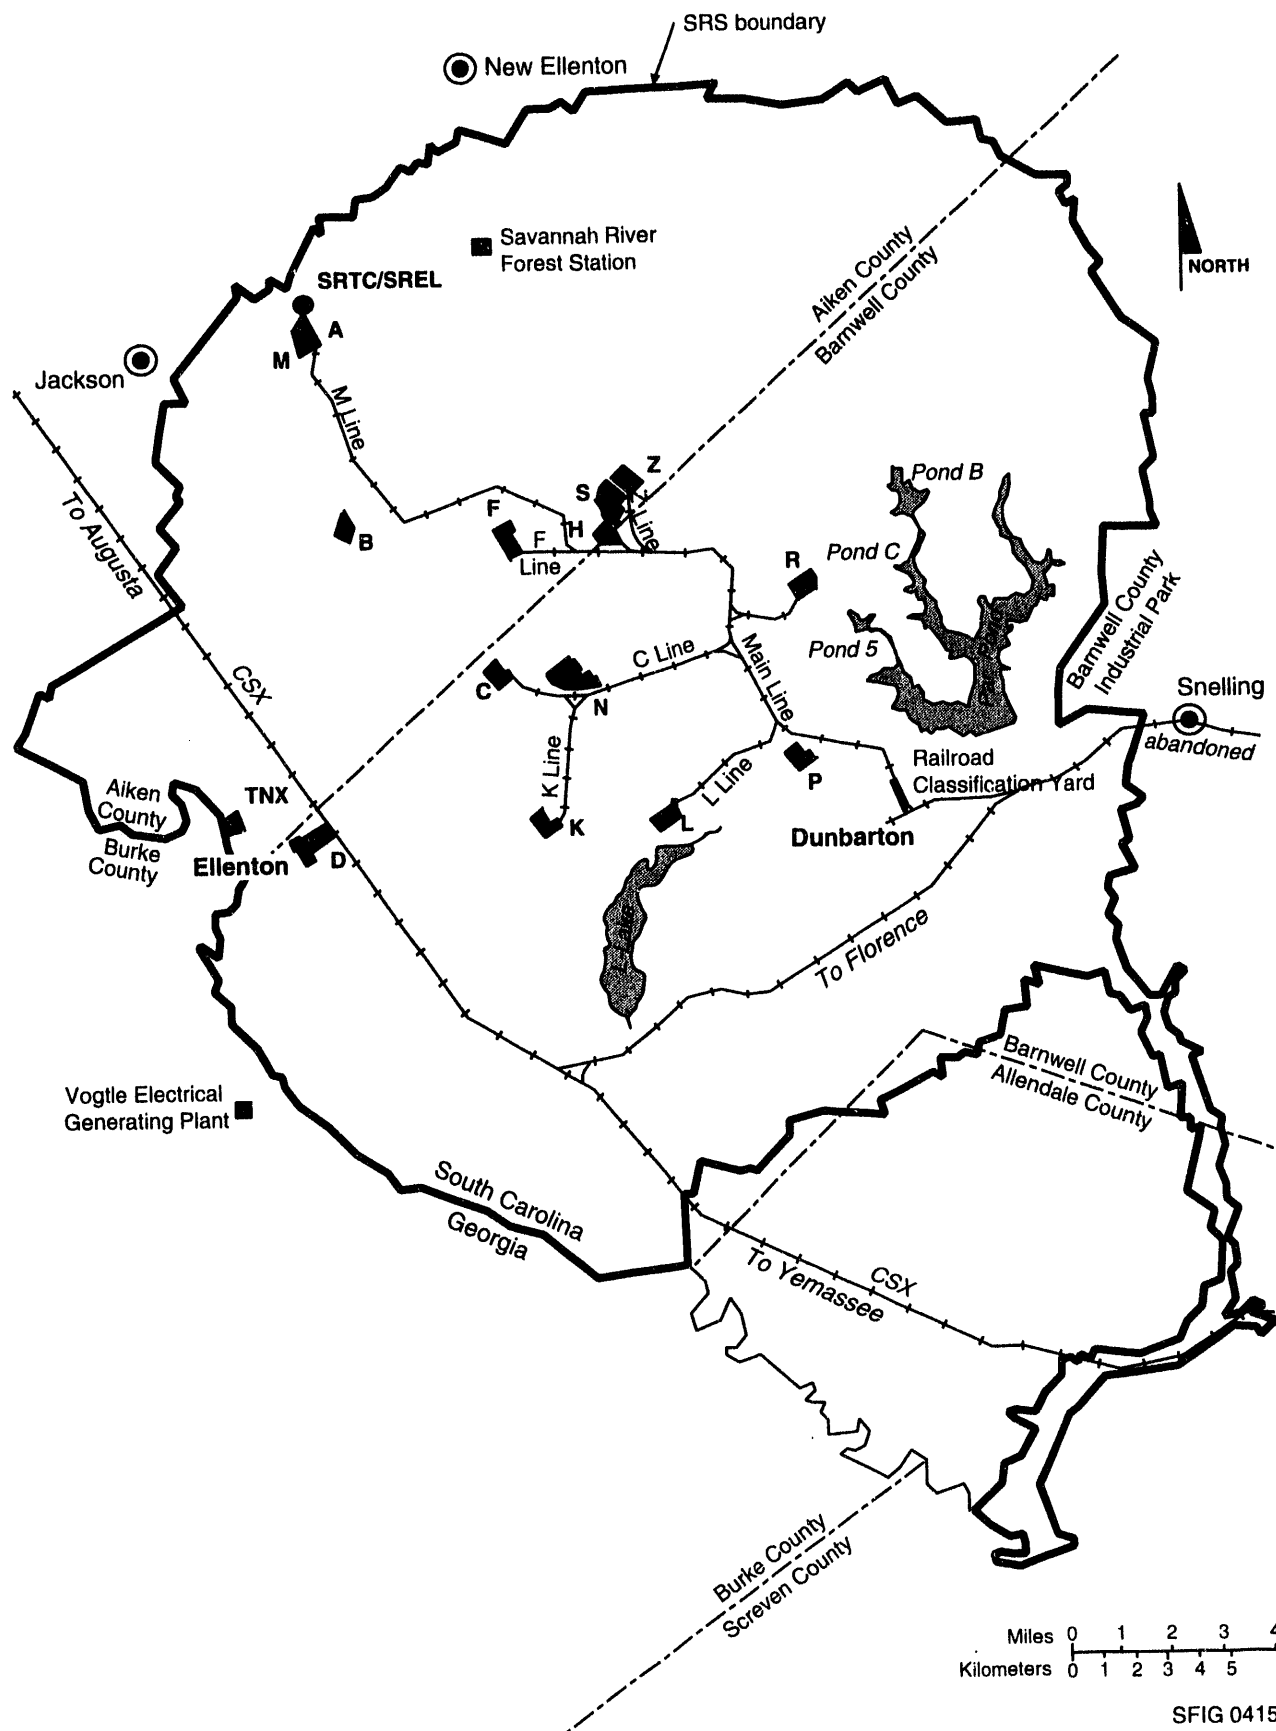 SRS boundary
New Ellenton
Savannah River
Forest Station
SRTC/SREL
Aiken County
Barnwell County
NORTH
A
M
Jackson
M Line
To Augusta
Z
S
Pond B
F
H
Line
B
F
Line
R
Pond C
Barnwell County
Industrial Park
Pond 5
C Line
Main Line
CSX
C
N
Snelling
abandoned
K Line
L Line
P
Railroad
Classification Yard
Aiken
County
TNX
Burke
County
Ellenton
D
K
L
Dunbarton
L-Lake
To Florence
Barnwell County
Allendale County
Vogtle Electrical
Generating Plant
South Carolina
Georgia
CSX
To Yemassee
Burke County
Screven County
Miles 0 1 2 3 4
Kilometers 0 1 2 3 4 5
SFIG 0415